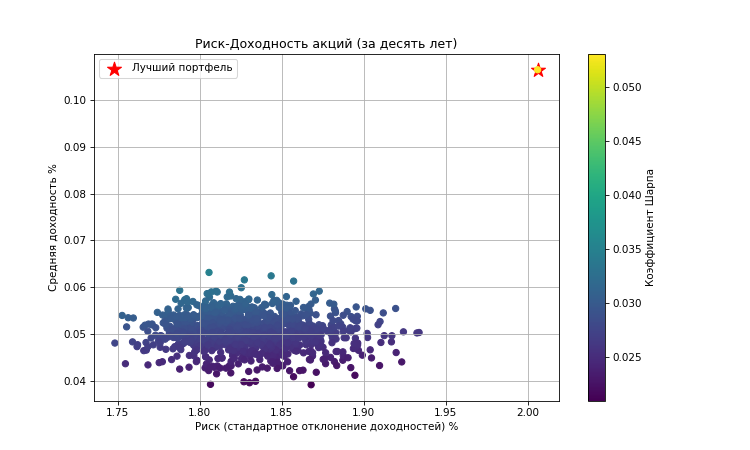 Риск-Доходность акций (за десять лет)
Лучший портфель
Средняя доходность %
0.10
0.09
0.08
0.07
0.06
0.05
0.04
1.75 1.80 1.85 1.90 1.95 2.00
Риск (стандартное отклонение доходностей) %
0.050
0.045
0.040
0.035
0.030
0.025
Коэффициент Шарпа